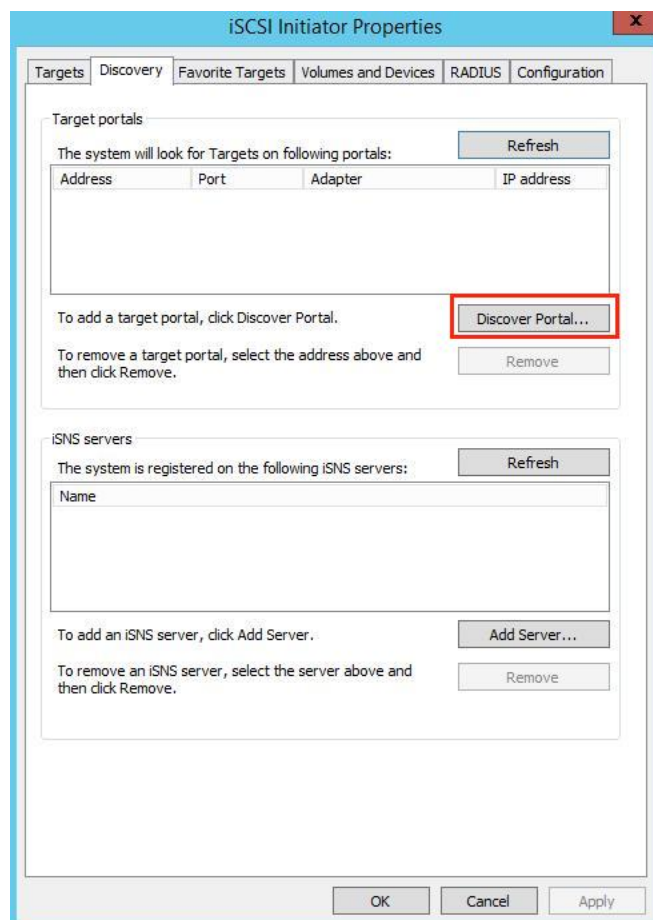 iSCSI Initiator Properties
x
Targets Discovery Favorite Targets Volumes and Devices RADIUS Configuration
Target portals
The system will look for Targets on following portals:
Refresh
Address Port Adapter IP address
To add a target portal, click Discover Portal.
Discover Portal...
To remove a target portal, select the address above and
then click Remove.
Remove
iSNS servers
The system is registered on the following iSNS servers:
Refresh
Name
To add an iSNS server, click Add Server.
Add Server...
To remove an iSNS server, select the server above and
then click Remove.
Remove
OK Cancel Apply